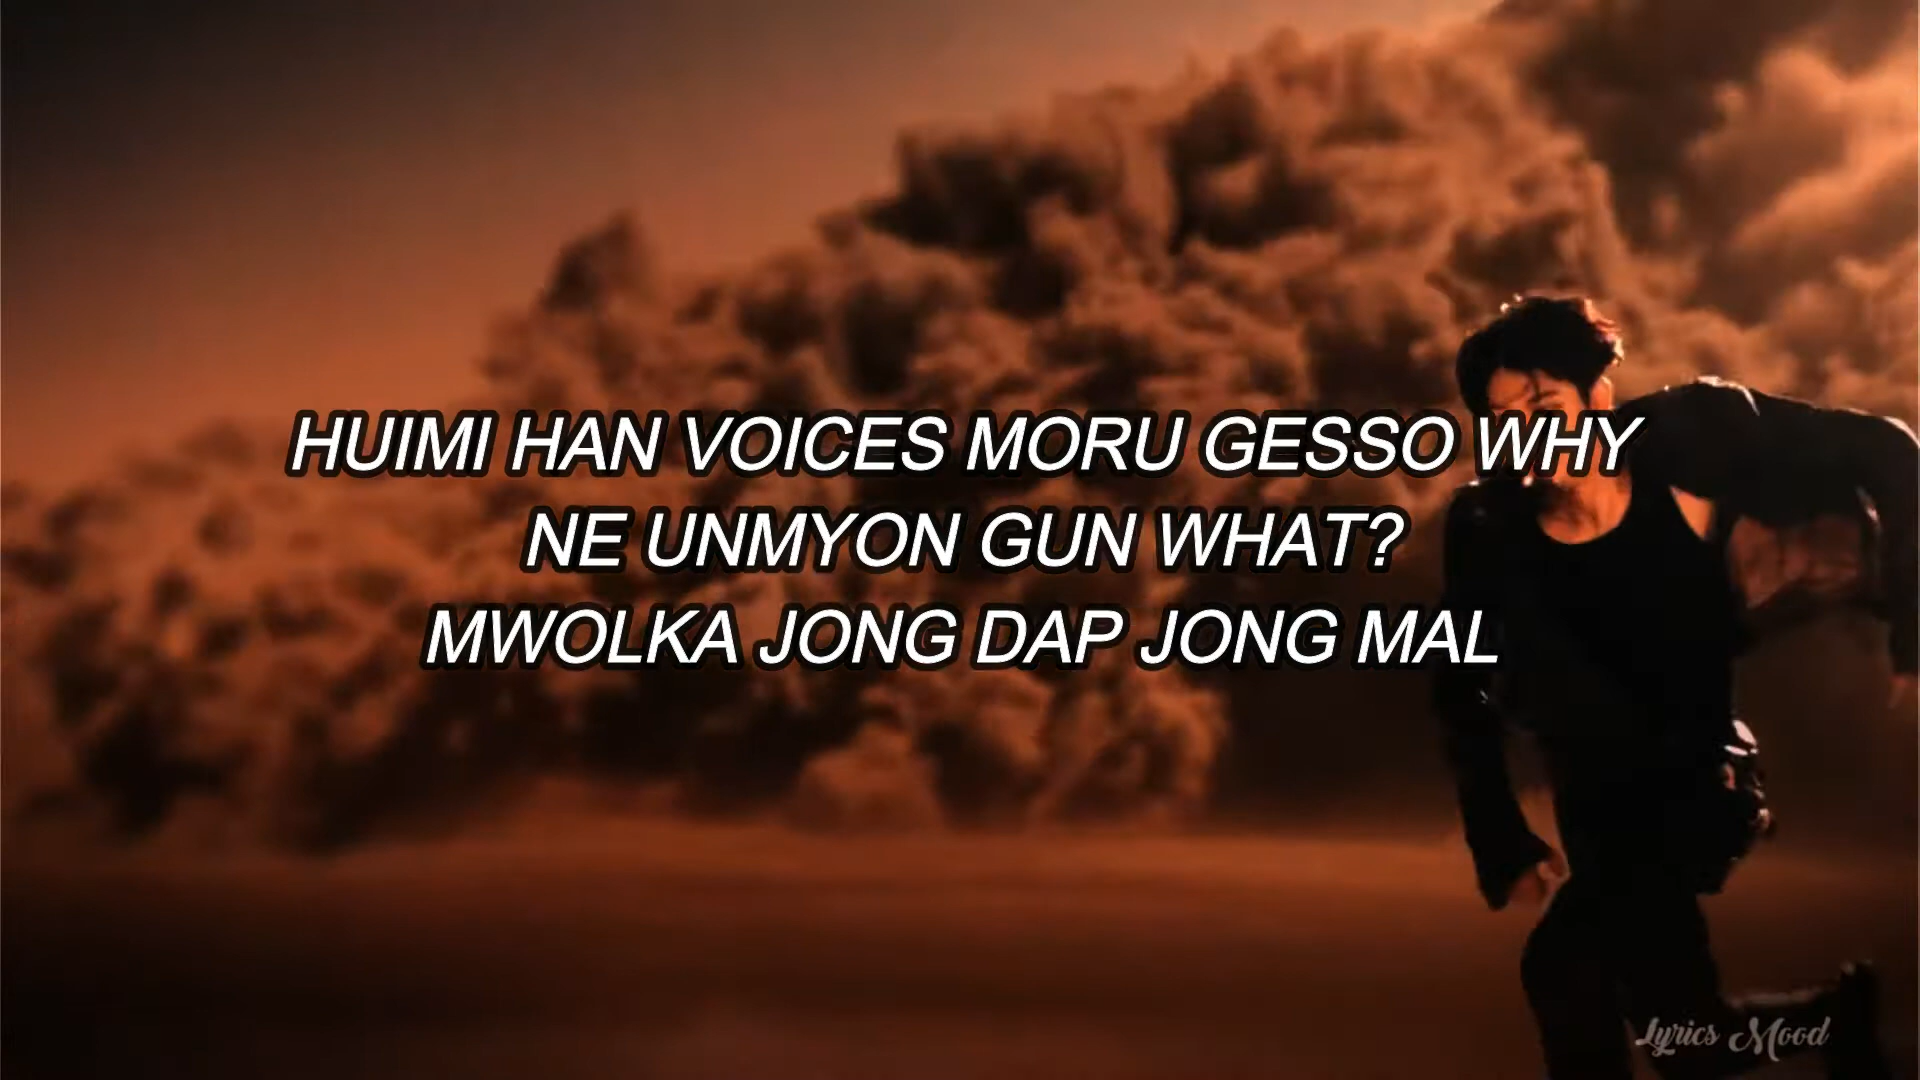 HUIMI HAN VOICES MORU GESSO WHY
NE UNMYON GUN WHAT?
MWOLKA JONG DAP JONG MAL
Lyrics Mood